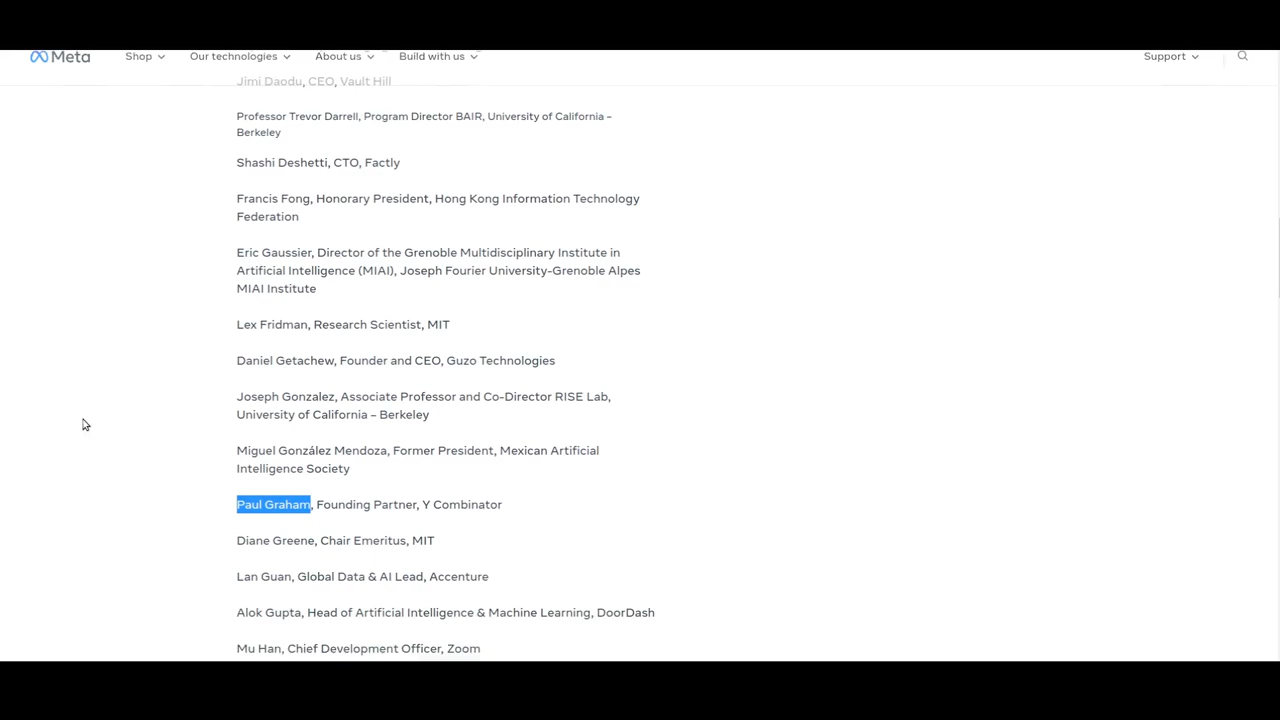 Meta
Shop
Our technologies
About us
Build with us
Support
Jimi Daodu, CEO, Vault Hill
Professor Trevor Darrell, Program Director BAIR, University of California –
Berkeley
Shashi Deshetti, CTO, Factly
Francis Fong, Honorary President, Hong Kong Information Technology
Federation
Eric Gaussier, Director of the Grenoble Multidisciplinary Institute in
Artificial Intelligence (MIAI), Joseph Fourier University-Grenoble Alpes
MIAI Institute
Lex Fridman, Research Scientist, MIT
Daniel Getachew, Founder and CEO, Guzo Technologies
Joseph Gonzalez, Associate Professor and Co-Director RISE Lab,
University of California – Berkeley
Miguel González Mendoza, Former President, Mexican Artificial
Intelligence Society
Paul Graham, Founding Partner, Y Combinator
Diane Greene, Chair Emeritus, MIT
Lan Guan, Global Data & AI Lead, Accenture
Alok Gupta, Head of Artificial Intelligence & Machine Learning, DoorDash
Mu Han, Chief Development Officer, Zoom